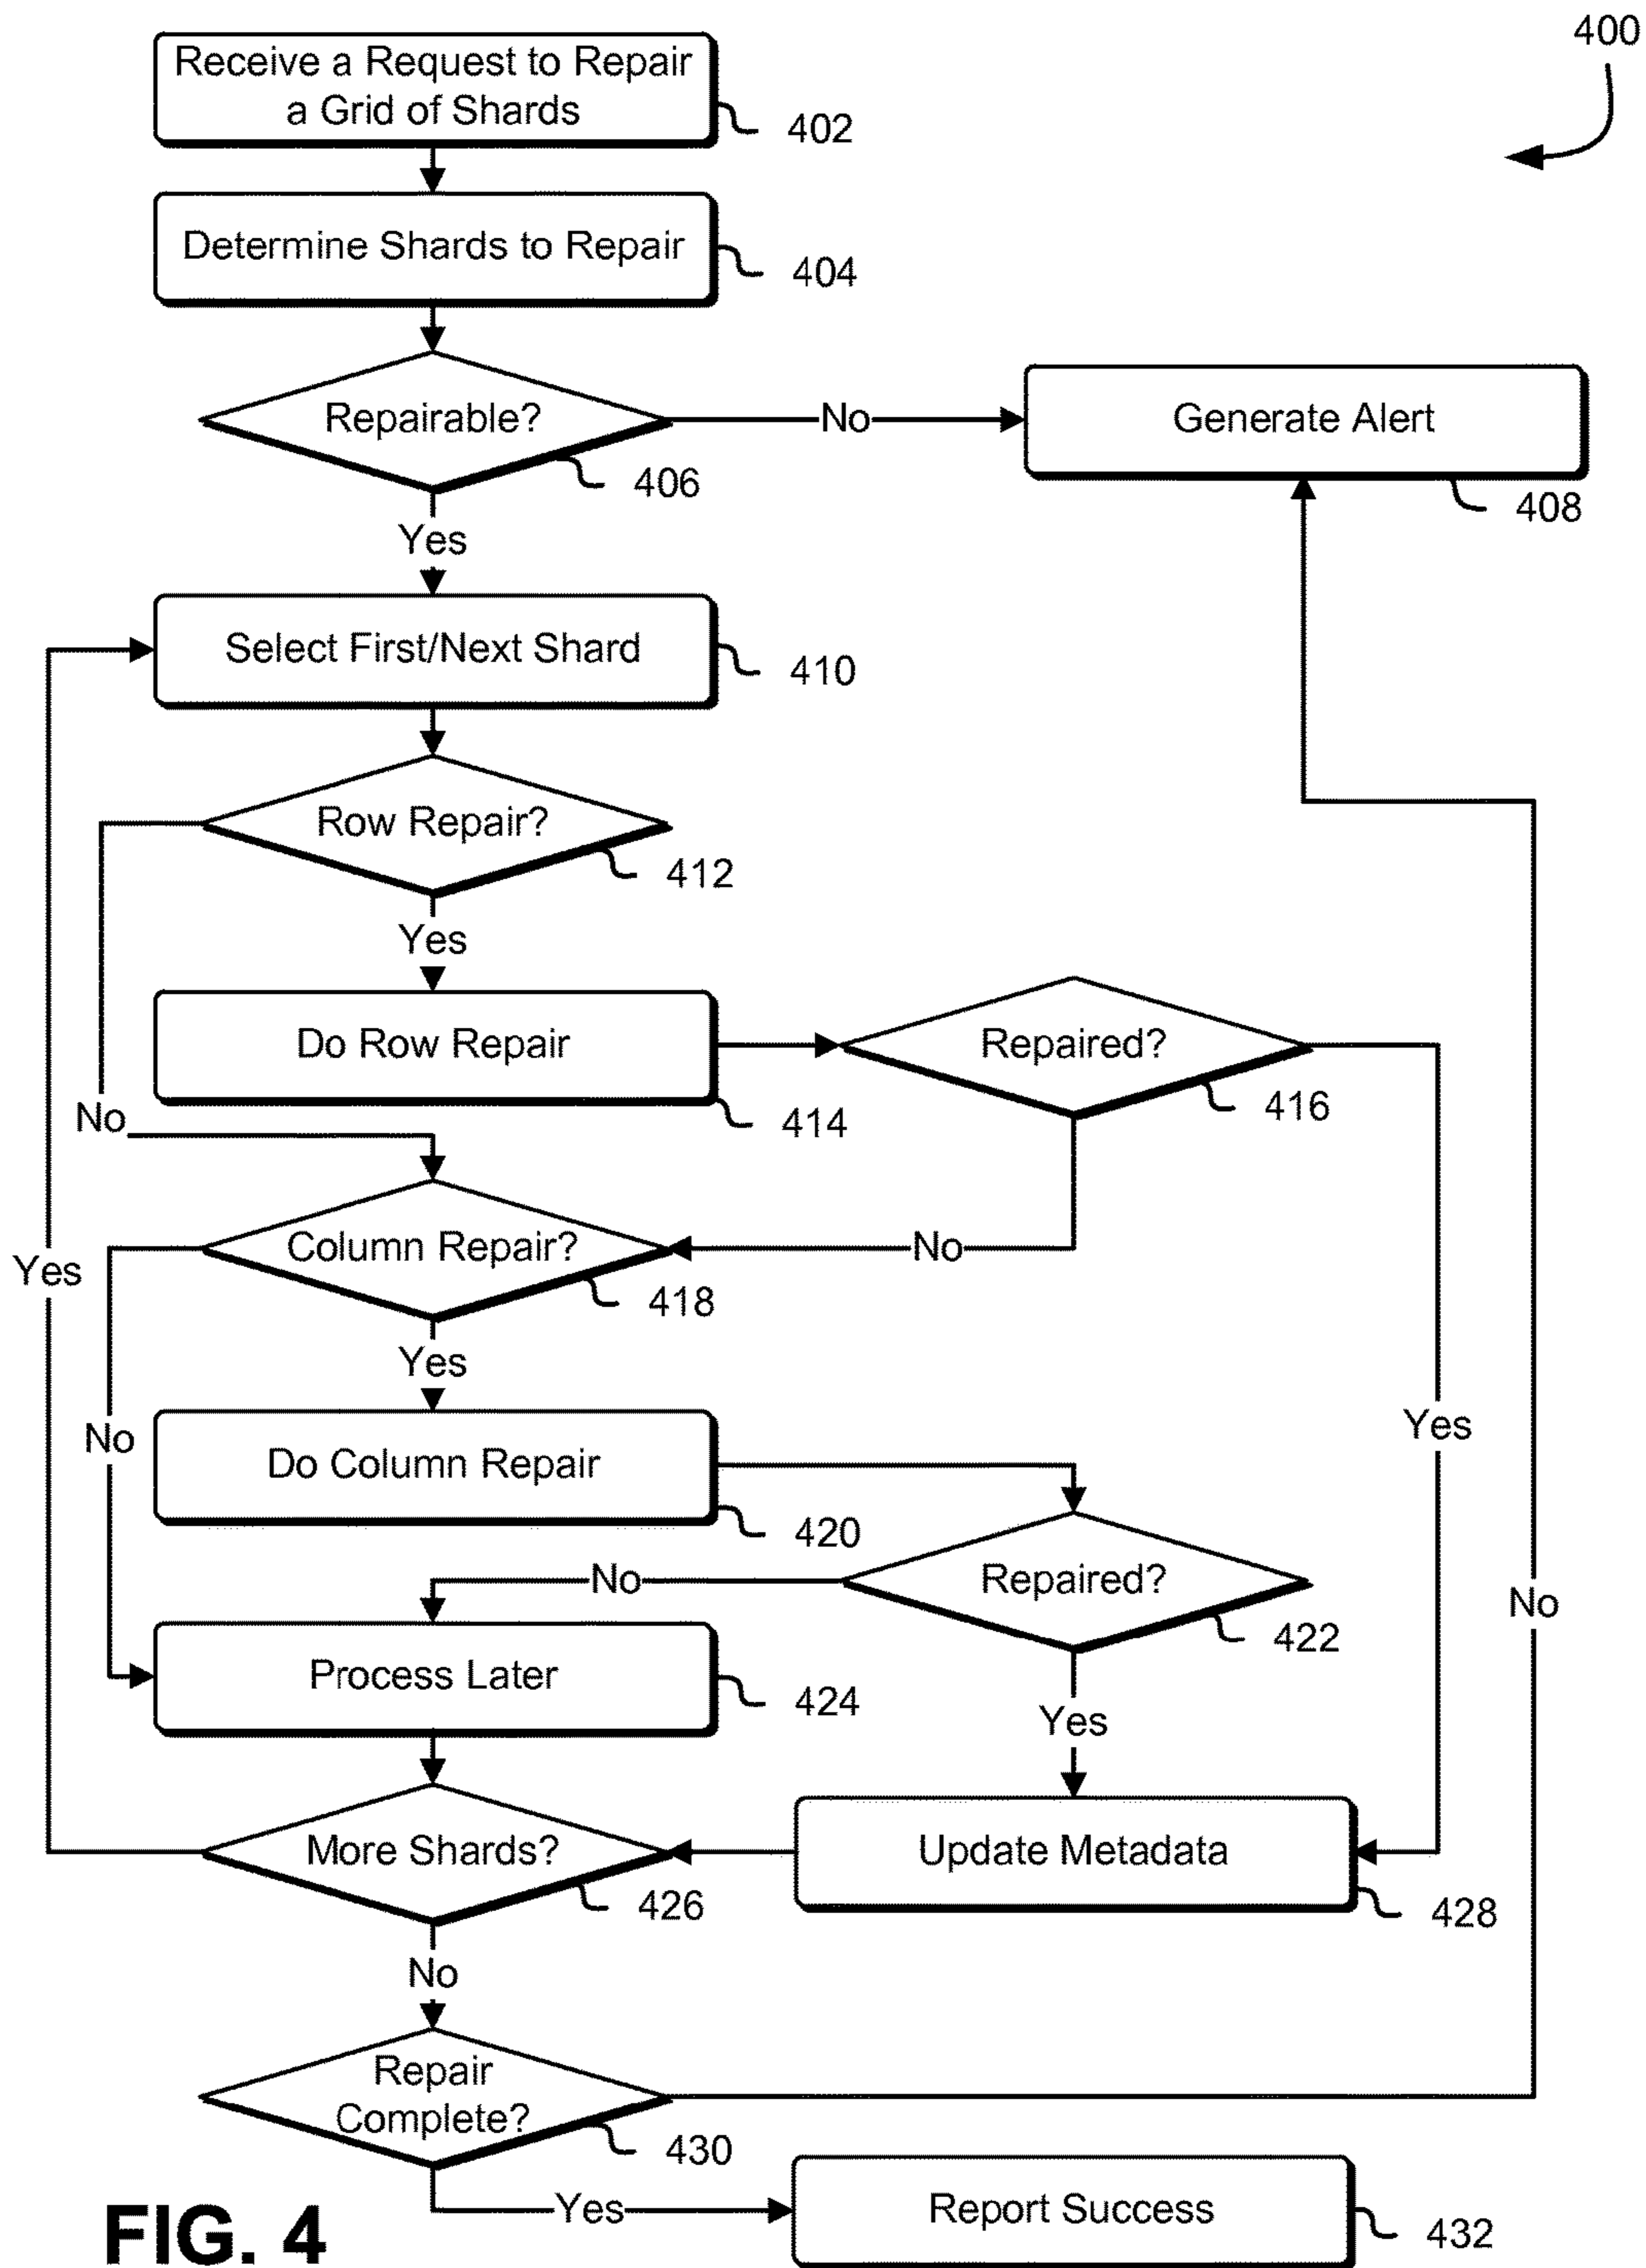 400
Receive a Request to Repair
a Grid of Shards
402
Determine Shards to Repair
404
Repairable?
406
No
Generate Alert
408
Yes
Select First/Next Shard
410
Row Repair?
412
Yes
Do Row Repair
414
Repaired?
416
No
Column Repair?
418
No
Yes
Yes
No
Yes
Do Column Repair
420
Repaired?
422
No
No
Process Later
424
Yes
More Shards?
426
Update Metadata
428
No
Repair
Complete?
430
Yes
Report Success
432
FIG. 4